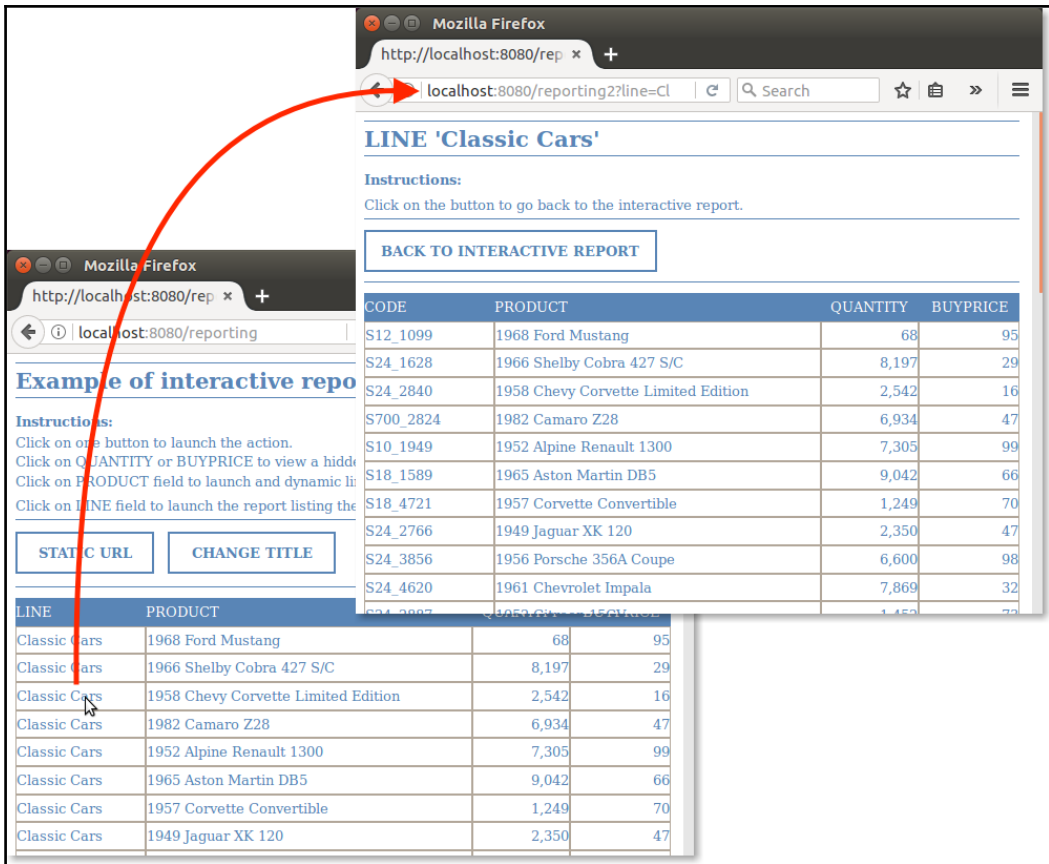 Mozilla Firefox
http://localhost:8080/rep × +
localhost:8080/reporting2?line=Cl Search
LINE 'Classic Cars'
Instructions:
Click on the button to go back to the interactive report.
BACK TO INTERACTIVE REPORT
CODE PRODUCT QUANTITY BUYPRICE
S12_1099 1968 Ford Mustang 68 95
S24_1628 1966 Shelby Cobra 427 S/C 8,197 29
S24_2840 1958 Chevy Corvette Limited Edition 2,542 16
S700_2824 1982 Camaro Z28 6,934 47
S10_1949 1952 Alpine Renault 1300 7,305 99
S18_1589 1965 Aston Martin DB5 9,042 66
S18_4721 1957 Corvette Convertible 1,249 70
S24_2766 1949 Jaguar XK 120 2,350 47
S24_3856 1956 Porsche 356A Coupe 6,600 98
S24_4620 1961 Chevrolet Impala 7,869 32
Mozilla Firefox
http://localhost:8080/rep × +
localhost:8080/reporting
Example of interactive repo
Instructions:
Click on one button to launch the action.
Click on QUANTITY or BUYPRICE to view a hidde
Click on PRODUCT field to launch and dynamic li
Click on LINE field to launch the report listing the
STATIC URL CHANGE TITLE
LINE PRODUCT
Classic Cars 1968 Ford Mustang 68 95
Classic Cars 1966 Shelby Cobra 427 S/C 8,197 29
Classic Cars 1958 Chevy Corvette Limited Edition 2,542 16
Classic Cars 1982 Camaro Z28 6,934 47
Classic Cars 1952 Alpine Renault 1300 7,305 99
Classic Cars 1965 Aston Martin DB5 9,042 66
Classic Cars 1957 Corvette Convertible 1,249 70
Classic Cars 1949 Jaguar XK 120 2,350 47